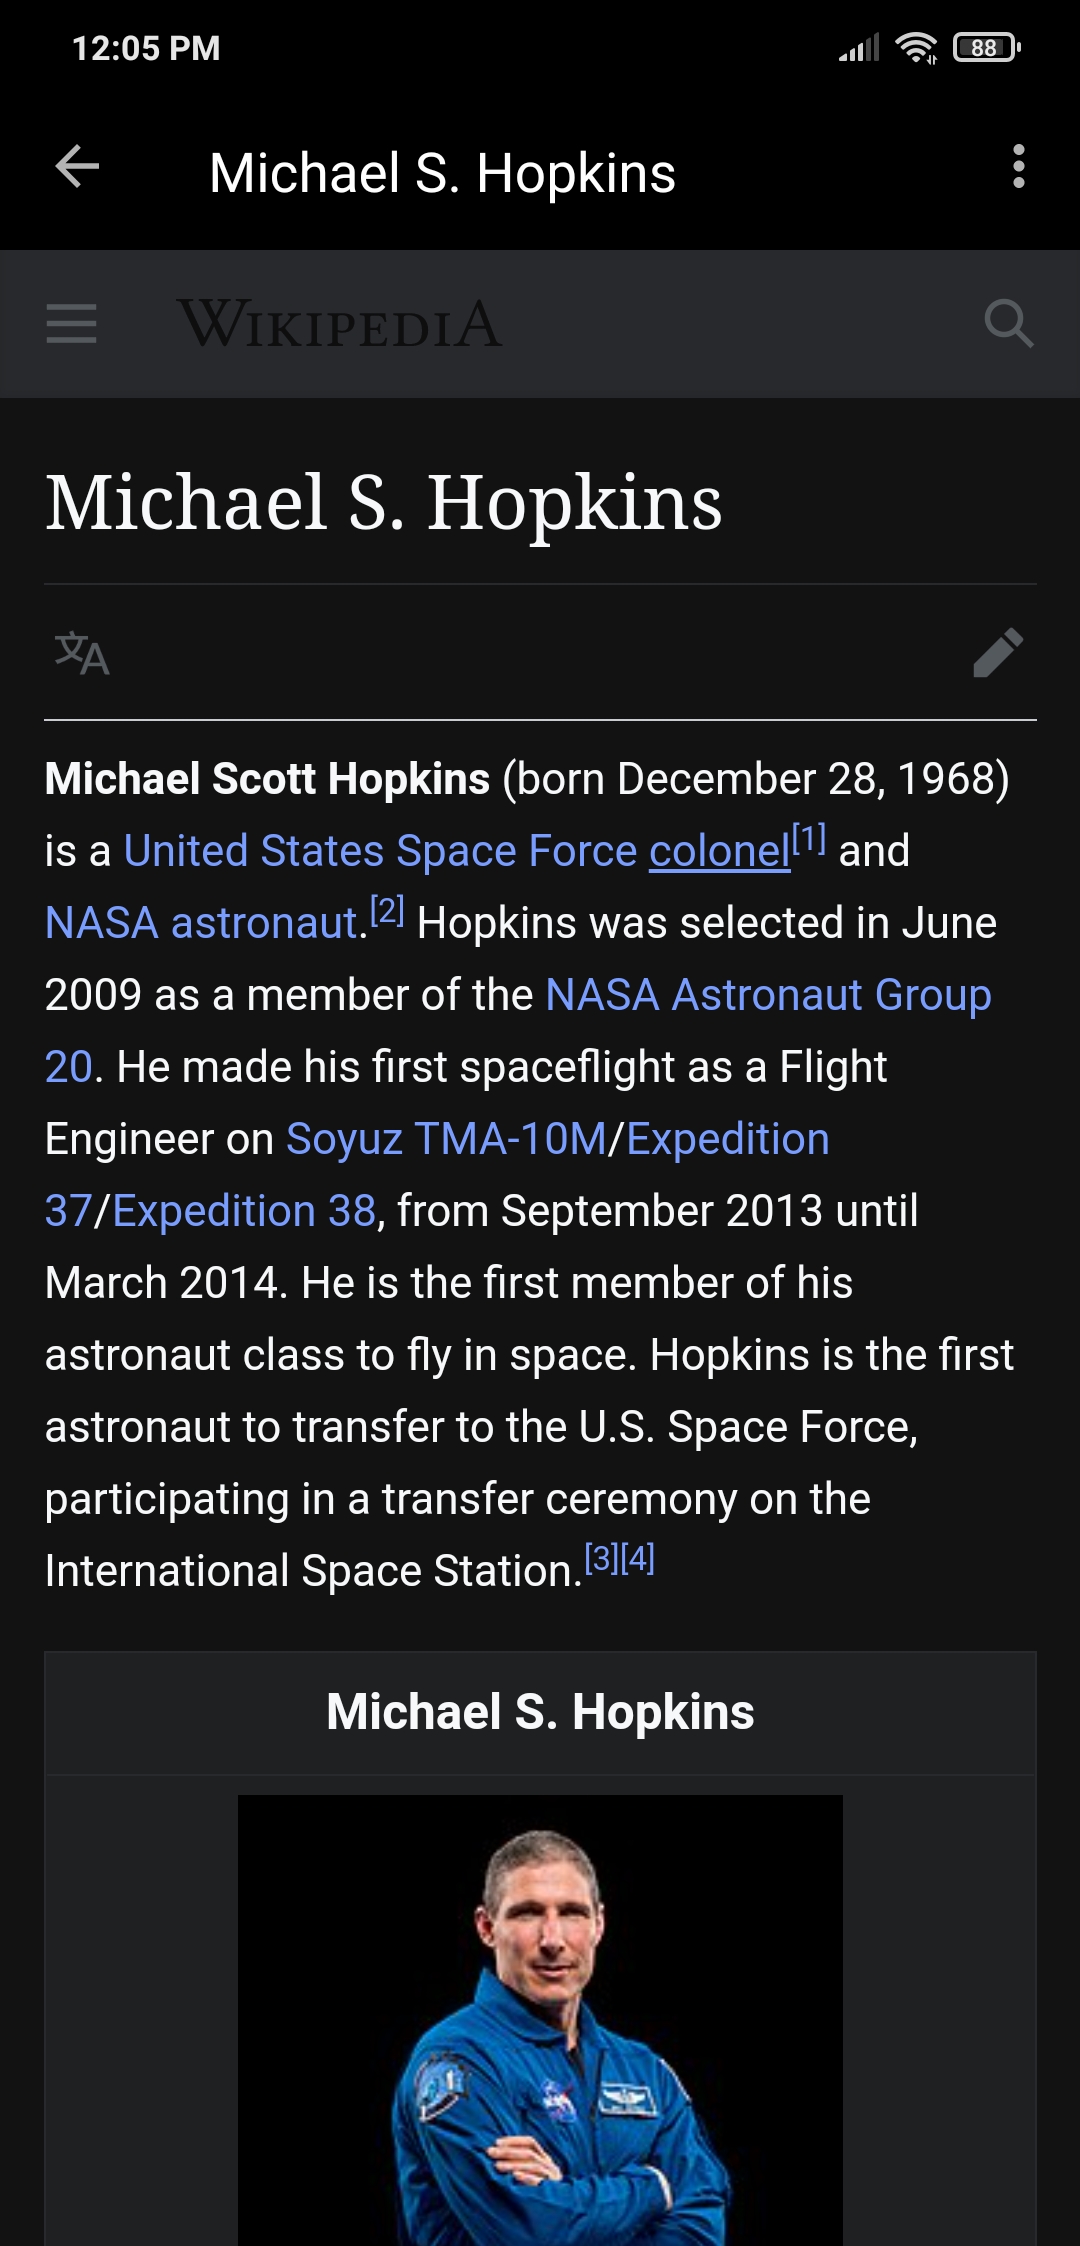 12:05 PM
88
Michael S. Hopkins
WIKIPEDIA
Michael S. Hopkins
文A
Michael Scott Hopkins (born December 28, 1968)
is a United States Space Force colonel[1] and
NASA astronaut.[2] Hopkins was selected in June
2009 as a member of the NASA Astronaut Group
20. He made his first spaceflight as a Flight
Engineer on Soyuz TMA-10M/Expedition
37/Expedition 38, from September 2013 until
March 2014. He is the first member of his
astronaut class to fly in space. Hopkins is the first
astronaut to transfer to the U.S. Space Force,
participating in a transfer ceremony on the
International Space Station.[3][4]
Michael S. Hopkins